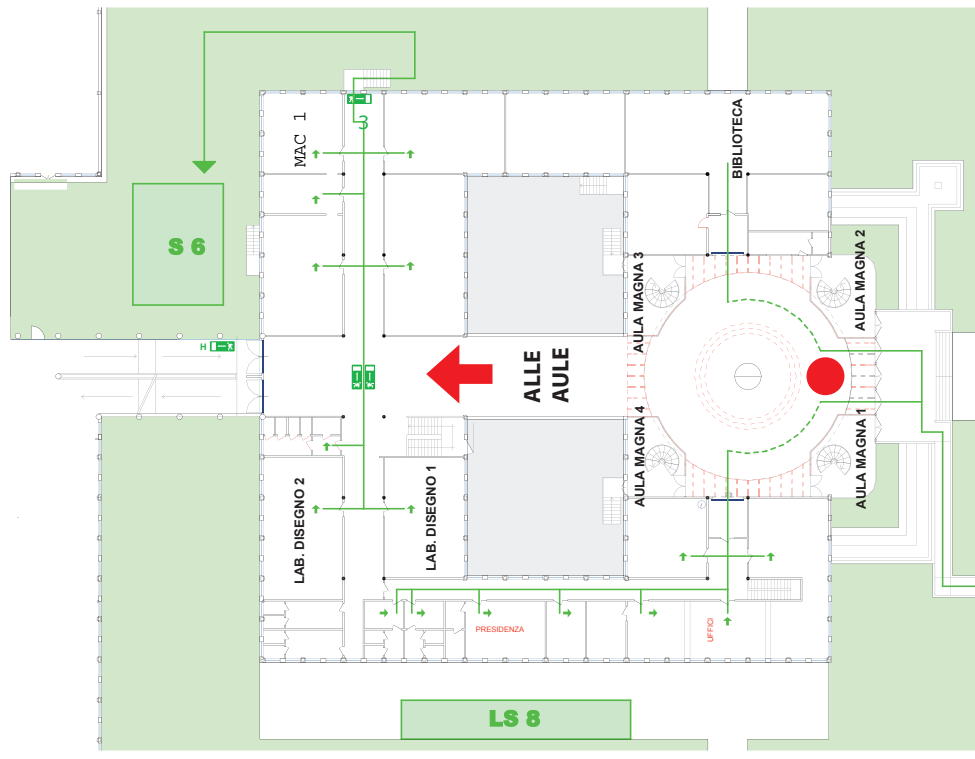 MAC 1
3
BIBLIOTECA
S 6
AULA MAGNA 3
AULA MAGNA 2
H
ALLE
AULE
AULA MAGNA 4
AULA MAGNA 1
LAB. DISEGNO 2
LAB. DISEGNO 1
PRESIDENZA
UFFICI
LS 8